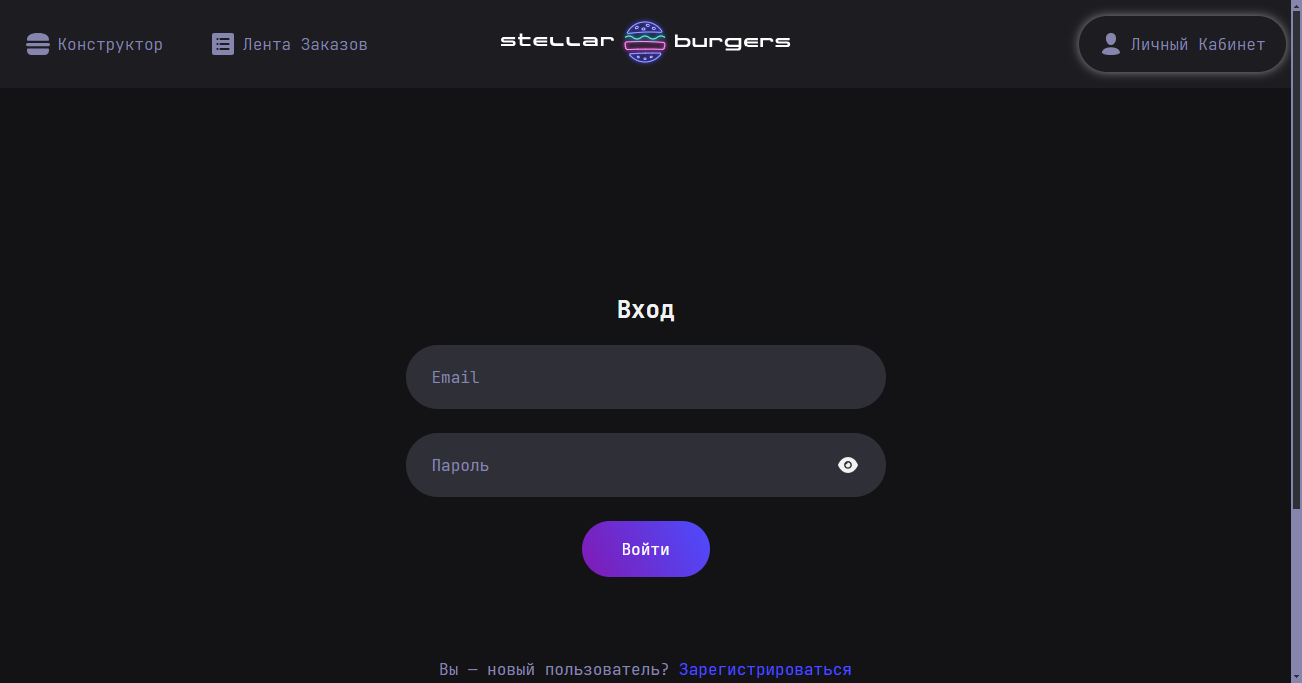 Конструктор
Лента Заказов
stellar burgers
Личный Кабинет
Вход
Email
Пароль
Войти
Вы — новый пользователь? Зарегистрироваться